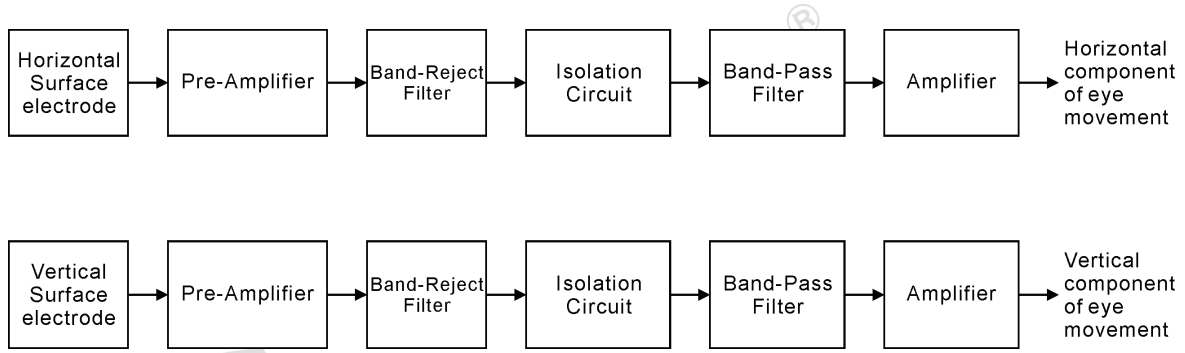 Horizontal
Surface
electrode
Pre-Amplifier
Band-Reject
Filter
Isolation
Circuit
Band-Pass
Filter
Amplifier
Horizontal
component
of eye
movement
Vertical
Surface
electrode
Pre-Amplifier
Band-Reject
Filter
Isolation
Circuit
Band-Pass
Filter
Amplifier
Vertical
component
of eye
movement
®